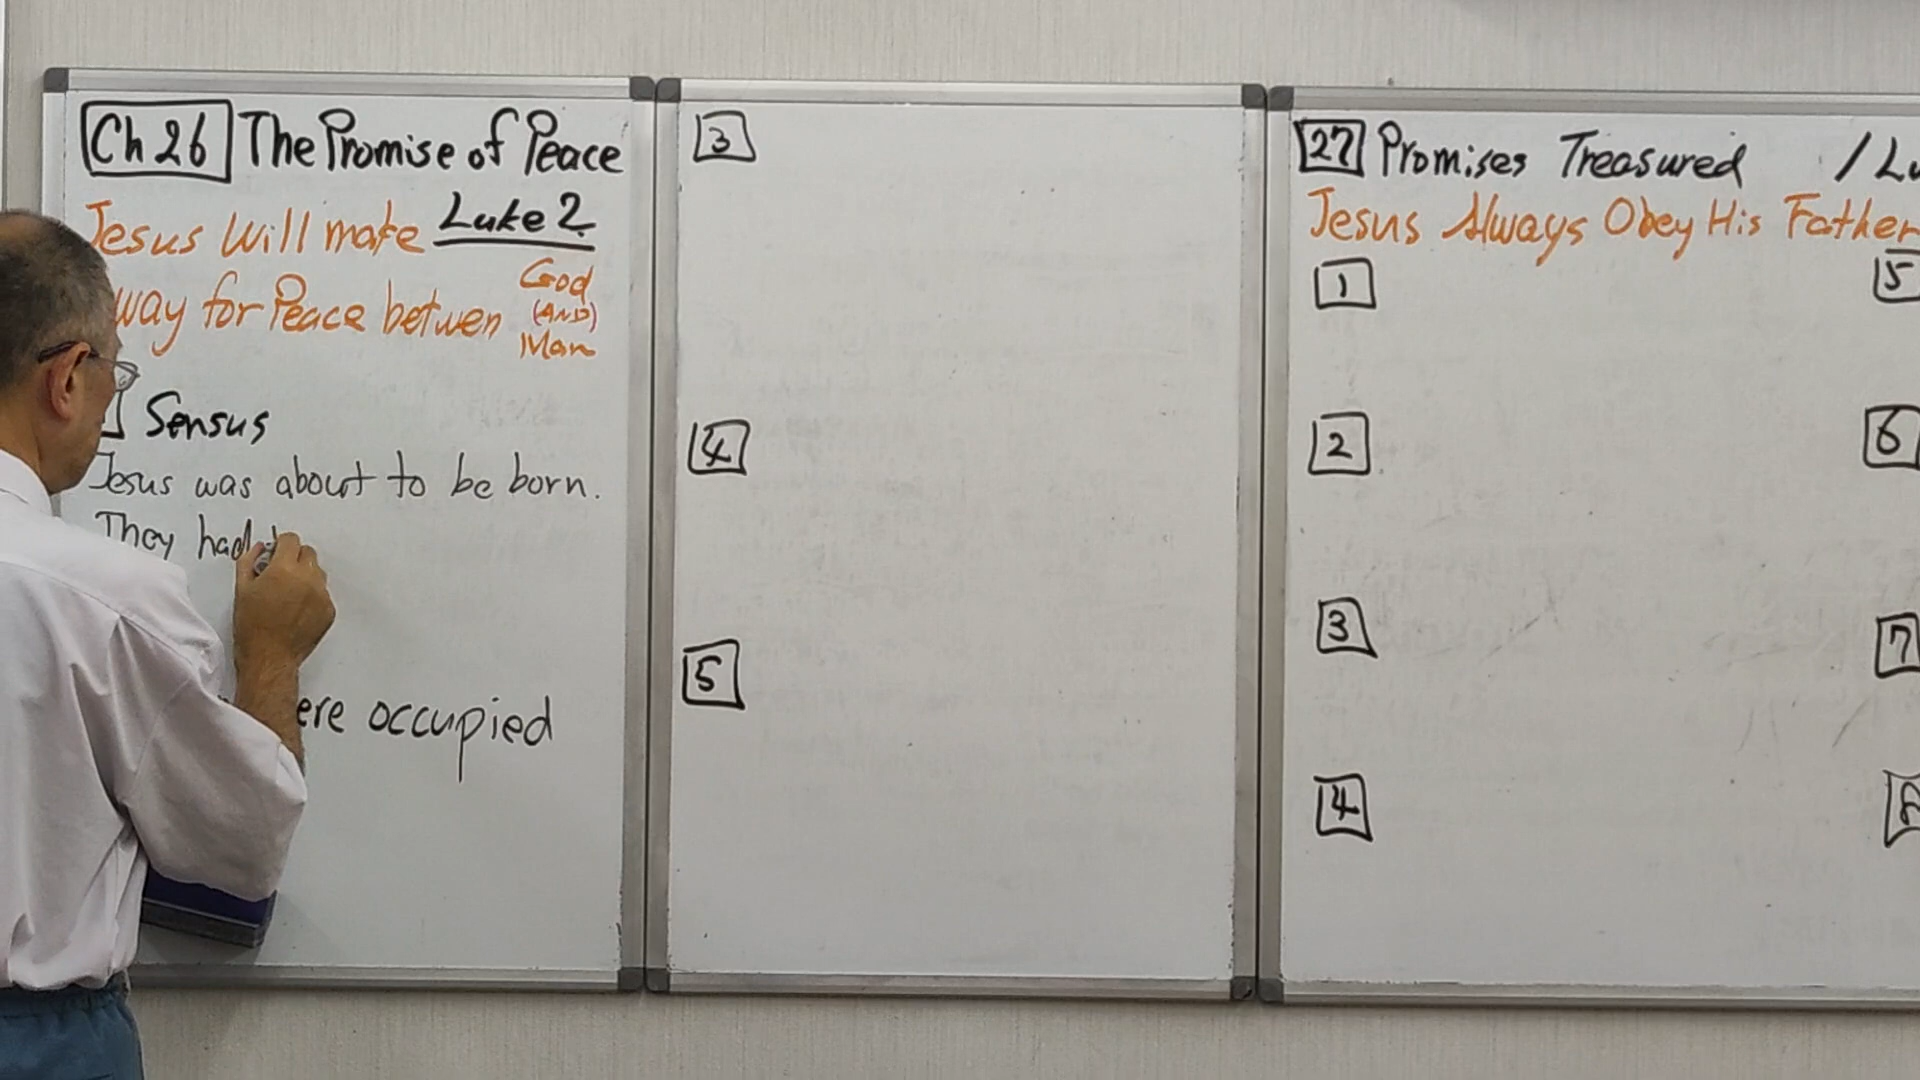 Ch 26 The Promise of Peace
Jesus Will make Luke 2
way for Peace betwen God
(AND)
Man
Sensus
Jesus was about to be born.
They had
ere occupied
3
4
5
27 Promises Treasured / Lu
Jesus Always Obey His Father
1
5
2
6
3
7
4